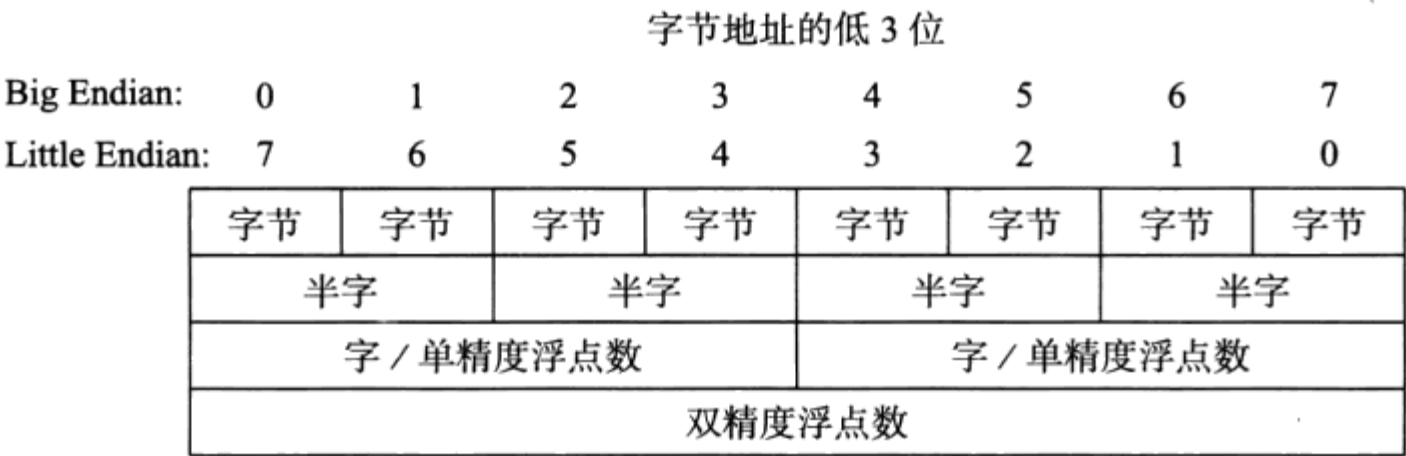 字节地址的低 3 位
Big Endian: 0 1 2 3 4 5 6 7
Little Endian: 7 6 5 4 3 2 1 0
字节 字节 字节 字节 字节 字节 字节 字节
半字 半字 半字 半字
字 / 单精度浮点数 字 / 单精度浮点数
双精度浮点数